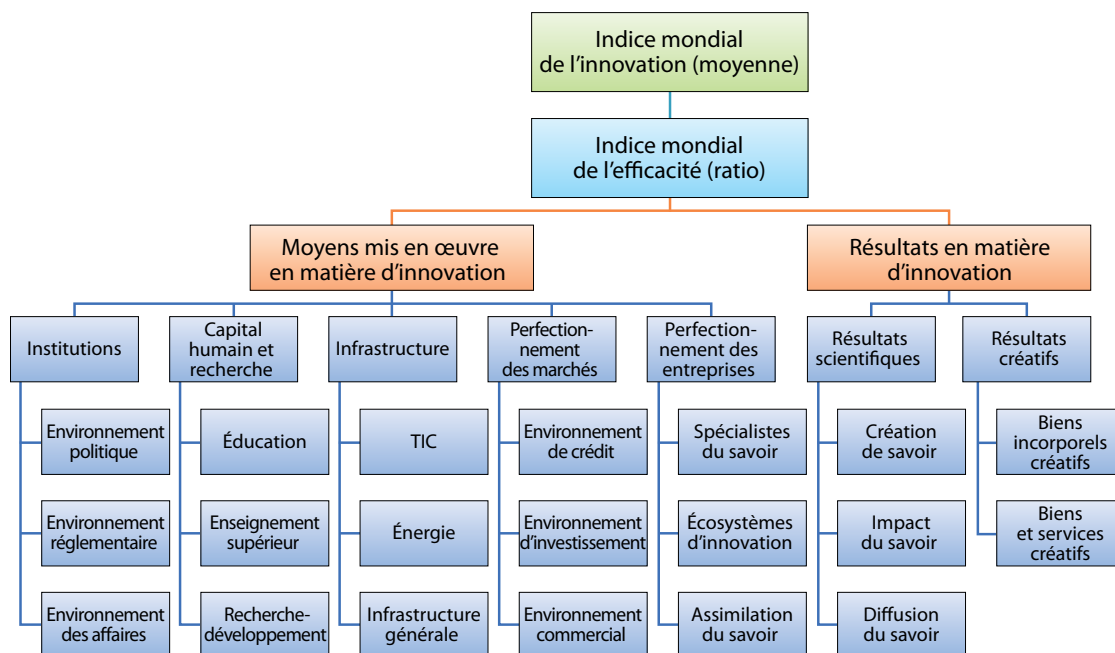 Indice mondial
de l’innovation (moyenne)
Indice mondial
de l’efficacité (ratio)
Moyens mis en œuvre
en matière d’innovation
Résultats en matière
d’innovation
Institutions
Capital
humain et
recherche
Infrastructure
Perfection-
nement
des marchés
Perfection-
nement des
entreprises
Résultats
scientifiques
Résultats
créatifs
Environnement
politique
Éducation
TIC
Environnement
de crédit
Spécialistes
du savoir
Création
de savoir
Biens
incorporels
créatifs
Environnement
réglementaire
Enseignement
supérieur
Énergie
Environnement
d’investissement
Écosystèmes
d’innovation
Impact
du savoir
Biens
et services
créatifs
Environnement
des affaires
Recherche-
développement
Infrastructure
générale
Environnement
commercial
Assimilation
du savoir
Diffusion
du savoir